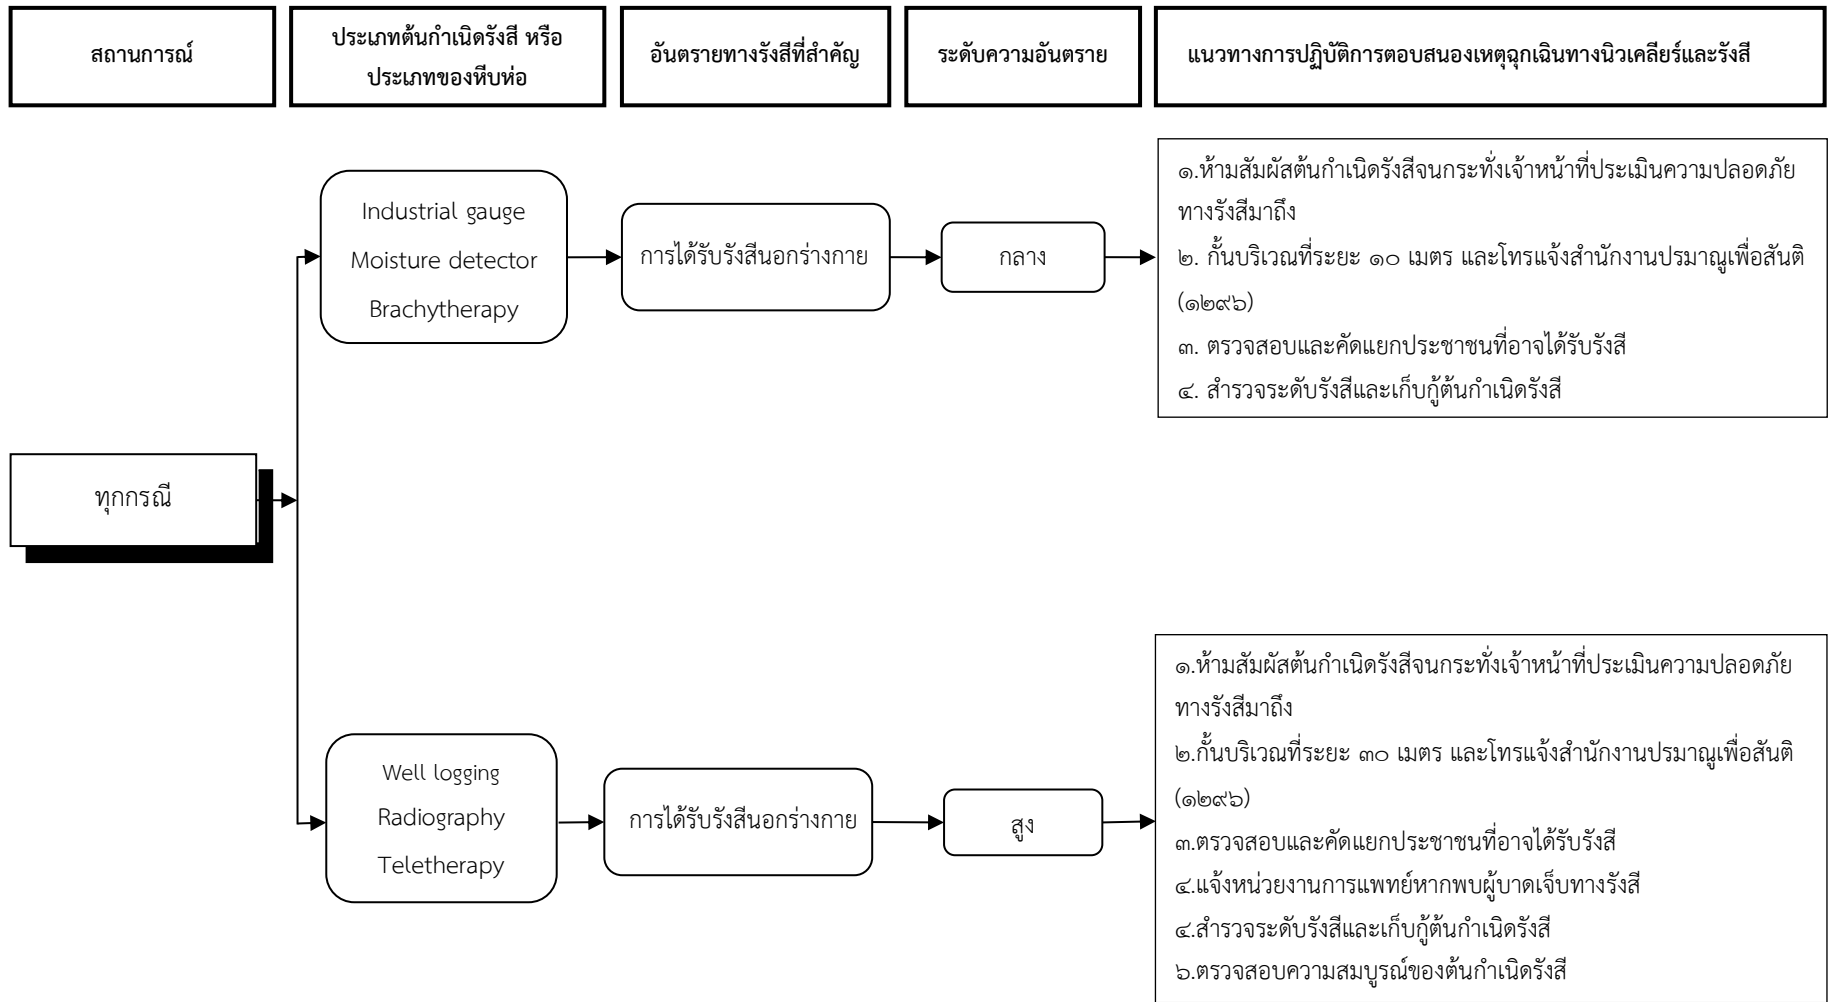 สถานการณ์
ประเภทต้นกำเนิดรังสี หรือ
ประเภทของหีบห่อ
อันตรายทางรังสีที่สำคัญ
ระดับความอันตราย
แนวทางการปฏิบัติการตอบสนองเหตุฉุกเฉินทางนิวเคลียร์และรังสี
ทุกกรณี
Industrial gauge
Moisture detector
Brachytherapy
การได้รับรังสีนอกร่างกาย
กลาง
๑.ห้ามสัมผัสต้นกำเนิดรังสีจนกระทั่งเจ้าหน้าที่ประเมินความปลอดภัย
ทางรังสีมาถึง
๒. กั้นบริเวณที่ระยะ ๑๐ เมตร และโทรแจ้งสำนักงานปรมาณูเพื่อสันติ
(๑๒๙๖)
๓. ตรวจสอบและคัดแยกประชาชนที่อาจได้รับรังสี
๔. สำรวจระดับรังสีและเก็บกู้ต้นกำเนิดรังสี
Well logging
Radiography
Teletherapy
การได้รับรังสีนอกร่างกาย
สูง
๑.ห้ามสัมผัสต้นกำเนิดรังสีจนกระทั่งเจ้าหน้าที่ประเมินความปลอดภัย
ทางรังสีมาถึง
๒.กั้นบริเวณที่ระยะ ๓๐ เมตร และโทรแจ้งสำนักงานปรมาณูเพื่อสันติ
(๑๒๙๖)
๓.ตรวจสอบและคัดแยกประชาชนที่อาจได้รับรังสี
๔.แจ้งหน่วยงานการแพทย์หากพบผู้บาดเจ็บทางรังสี
๔.สำรวจระดับรังสีและเก็บกู้ต้นกำเนิดรังสี
๖.ตรวจสอบความสมบูรณ์ของต้นกำเนิดรังสี